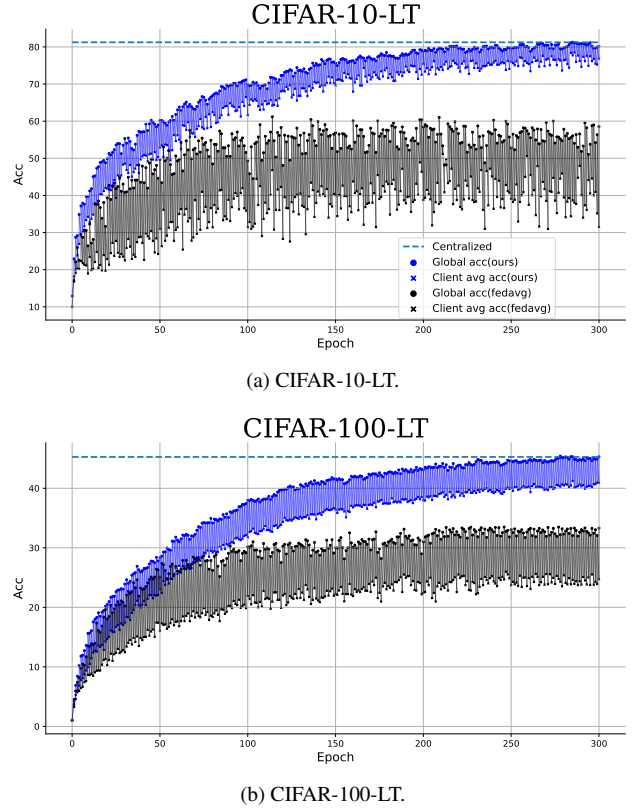 CIFAR-10-LT
80
70
60
50
40
30
20
10
Acc
Centralized
Global acc(ours)
Client avg acc(ours)
Global acc(fedavg)
Client avg acc(fedavg)
0 50 100 150 200 250 300
Epoch
(a) CIFAR-10-LT.
CIFAR-100-LT
40
30
20
10
0
Acc
0 50 100 150 200 250 300
Epoch
(b) CIFAR-100-LT.